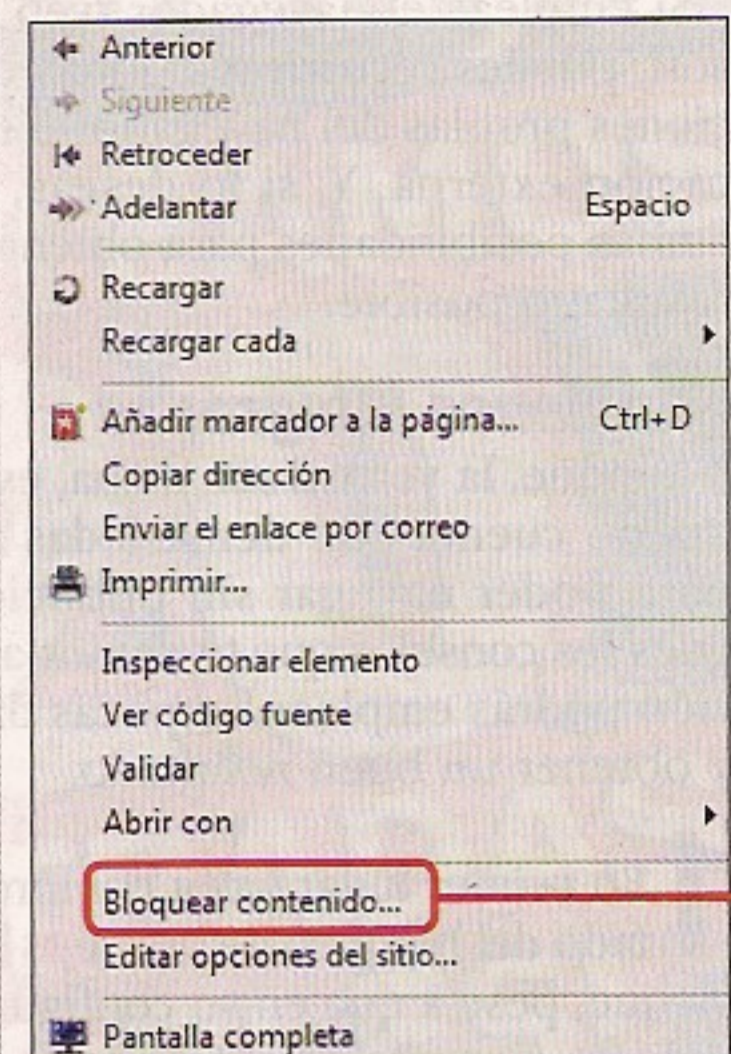 Anterior
Siguiente
Retroceder
Adelantar Espacio
Recargar
Recargar cada
Añadir marcador a la página... Ctrl+D
Copiar dirección
Enviar el enlace por correo
Imprimir...
Inspeccionar elemento
Ver código fuente
Validar
Abrir con
Bloquear contenido...
Editar opciones del sitio...
Pantalla completa